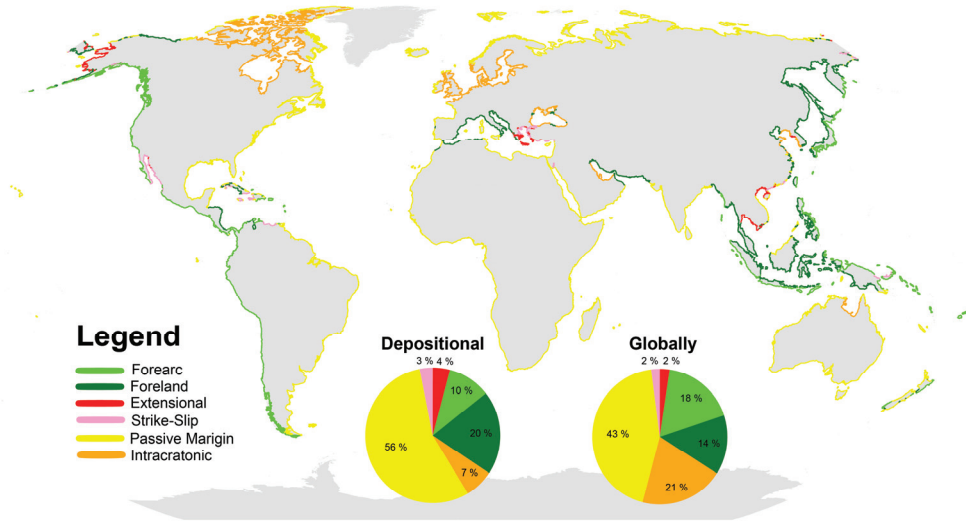 Legend
Forearc
Foreland
Extensional
Strike-Slip
Passive Marigin
Intracratonic
Depositional
3 % 4 %
10 %
20 %
7 %
56 %
Globally
2 % 2 %
18 %
14 %
21 %
43 %